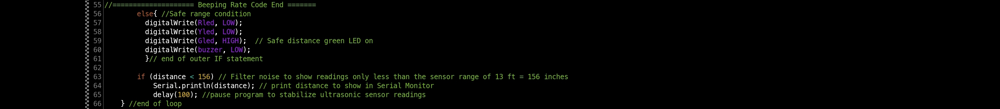 55 //==================== Beeping Rate Code End =======
56 else{ //Safe range condition
57 digitalWrite(Rled, LOW);
58 digitalWrite(Yled, LOW);
59 digitalWrite(Gled, HIGH);  // Safe distance green LED on
60 digitalWrite(buzzer, LOW);
61 }// end of outer IF statement
62
63 if (distance < 156) // Filter noise to show readings only less than the sensor range of 13 ft = 156 inches
64 Serial.println(distance); // print distance to show in Serial Monitor
65 delay(100); //pause program to stabilize ultrasonic sensor readings
66 } //end of loop